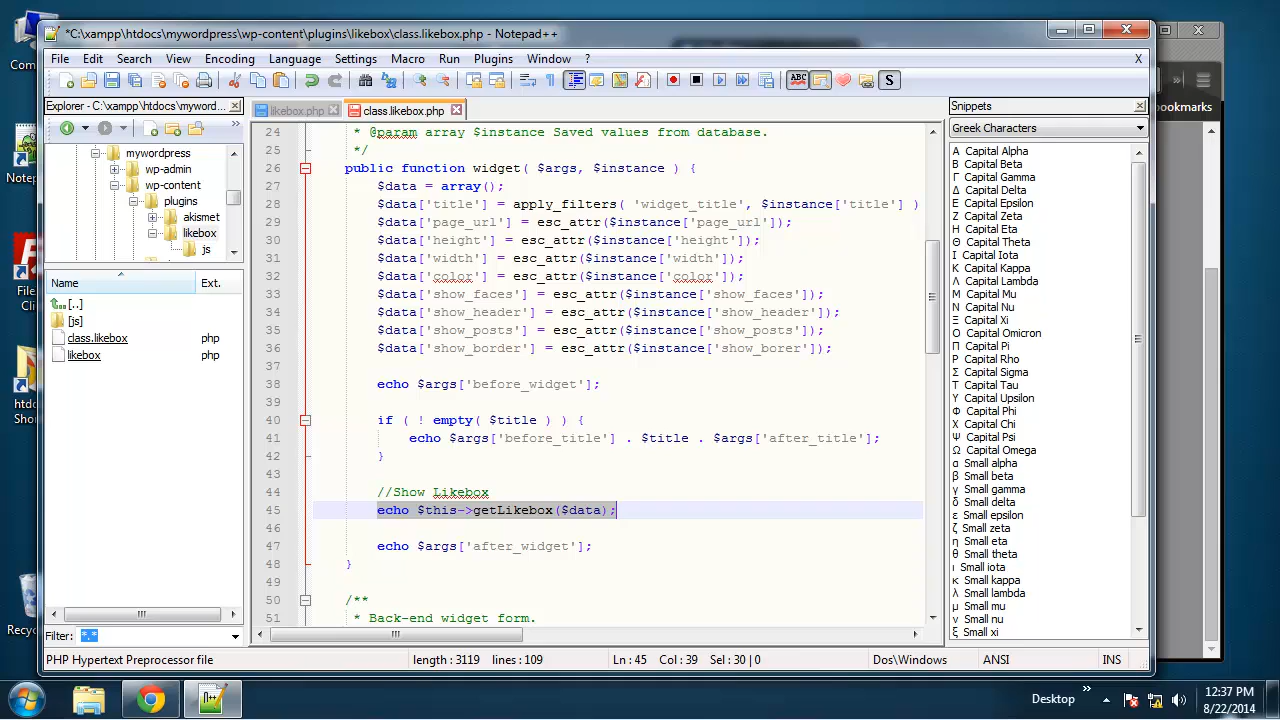 Com
*C:\xampp\htdocs\mywordpress\wp-content\plugins\likebox\class.likebox.php - Notepad++
File Edit Search View Encoding Language Settings Macro Run Plugins Window ?
X
ABC
S
ookmarks
Explorer - C:\xampp\htdocs\myword...
likebox.php
class.likebox.php
Snippets
Greek Characters
mywordpress
wp-admin
wp-content
plugins
akismet
likebox
js
Name Ext.
[..]
[js]
class.likebox php
likebox php
Filter: *.*
24 * @param array $instance Saved values from database.
25 */
26 public function widget( $args, $instance ) {
27 $data = array();
28 $data['title'] = apply_filters( 'widget_title', $instance['title'] )
29 $data['page_url'] = esc_attr($instance['page_url']);
30 $data['height'] = esc_attr($instance['height']);
31 $data['width'] = esc_attr($instance['width']);
32 $data['color'] = esc_attr($instance['color']);
33 $data['show_faces'] = esc_attr($instance['show_faces']);
34 $data['show_header'] = esc_attr($instance['show_header']);
35 $data['show_posts'] = esc_attr($instance['show_posts']);
36 $data['show_border'] = esc_attr($instance['show_borer']);
37
38 echo $args['before_widget'];
39
40 if ( ! empty( $title ) ) {
41 echo $args['before_title'] . $title . $args['after_title'];
42 }
43
44 //Show Likebox
45 echo $this->getLikebox($data);
46
47 echo $args['after_widget'];
48 }
49
50 /**
51 * Back-end widget form.
Α Capital Alpha
Β Capital Beta
Γ Capital Gamma
Δ Capital Delta
Ε Capital Epsilon
Ζ Capital Zeta
Η Capital Eta
Θ Capital Theta
Ι Capital Iota
Κ Capital Kappa
Λ Capital Lambda
Μ Capital Mu
Ν Capital Nu
Ξ Capital Xi
Ο Capital Omicron
Π Capital Pi
Ρ Capital Rho
Σ Capital Sigma
Τ Capital Tau
Υ Capital Ypsilon
Φ Capital Phi
Χ Capital Chi
Ψ Capital Psi
Ω Capital Omega
α Small alpha
β Small beta
γ Small gamma
δ Small delta
ε Small epsilon
ζ Small zeta
η Small eta
θ Small theta
ι Small iota
κ Small kappa
λ Small lambda
μ Small mu
ν Small nu
ξ Small xi
Notep
File
Cli
htdo
Shor
Recyc
PHP Hypertext Preprocessor file length : 3119 lines : 109 Ln : 45 Col : 39 Sel : 30 | 0 Dos\Windows ANSI INS
Desktop
12:37 PM
8/22/2014